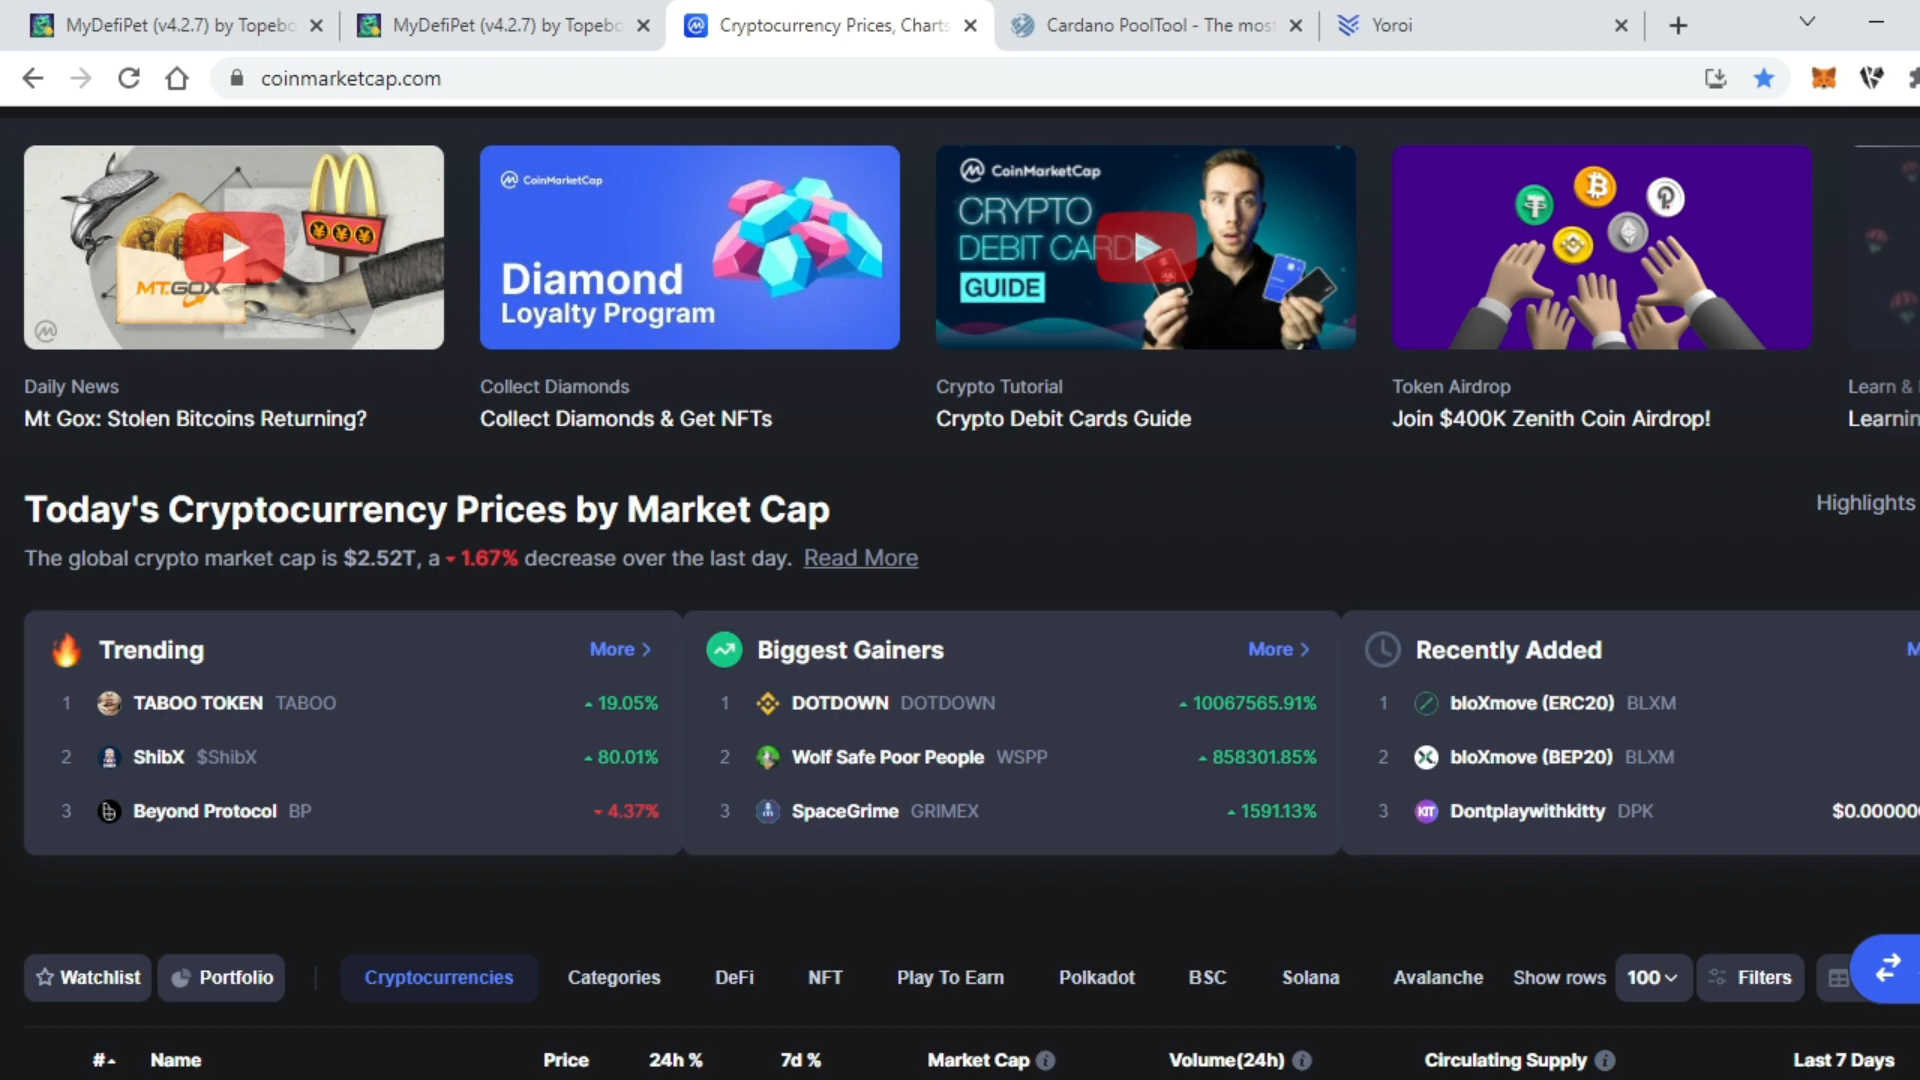 MyDefiPet (v4.2.7) by Topebo
MyDefiPet (v4.2.7) by Topebo
Cryptocurrency Prices, Charts
Cardano PoolTool - The most
Yoroi
coinmarketcap.com
MT.GOX
CoinMarketCap
Diamond
Loyalty Program
CoinMarketCap
CRYPTO
DEBIT CARDS
GUIDE
Daily News
Mt Gox: Stolen Bitcoins Returning?
Collect Diamonds
Collect Diamonds & Get NFTs
Crypto Tutorial
Crypto Debit Cards Guide
Token Airdrop
Join $400K Zenith Coin Airdrop!
Learn &
Learnin
Today's Cryptocurrency Prices by Market Cap
Highlights
The global crypto market cap is $2.52T, a 1.67% decrease over the last day. Read More
Trending
More
1 TABOO TOKEN TABOO 19.05%
2 ShibX $ShibX 80.01%
3 Beyond Protocol BP 4.37%
Biggest Gainers
More
1 DOTDOWN DOTDOWN 10067565.91%
2 Wolf Safe Poor People WSPP 858301.85%
3 SpaceGrime GRIMEX 1591.13%
Recently Added
M
1 bloXmove (ERC20) BLXM
2 bloXmove (BEP20) BLXM
3 KIT Dontplaywithkitty DPK $0.000000
Watchlist Portfolio Cryptocurrencies Categories DeFi NFT Play To Earn Polkadot BSC Solana Avalanche Show rows 100 Filters
# Name Price 24h % 7d % Market Cap Volume(24h) Circulating Supply Last 7 Days